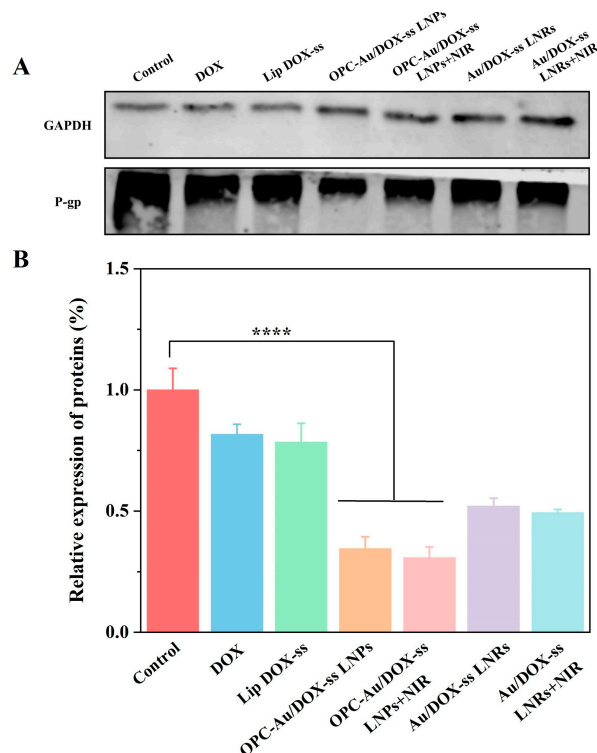 A
Control
DOX
Lip DOX-ss
OPC-Au/DOX-ss LNPs
OPC-Au/DOX-ss
LNPs+NIR
Au/DOX-ss LNRs
Au/DOX-ss
LNRs+NIR
GAPDH
P-gp
B
Relative expression of proteins (%)
1.5
1.0
0.5
0.0
****
Control
DOX
Lip DOX-ss
OPC-Au/DOX-ss LNPs
OPC-Au/DOX-ss
LNPs+NIR
Au/DOX-ss LNRs
Au/DOX-ss
LNRs+NIR